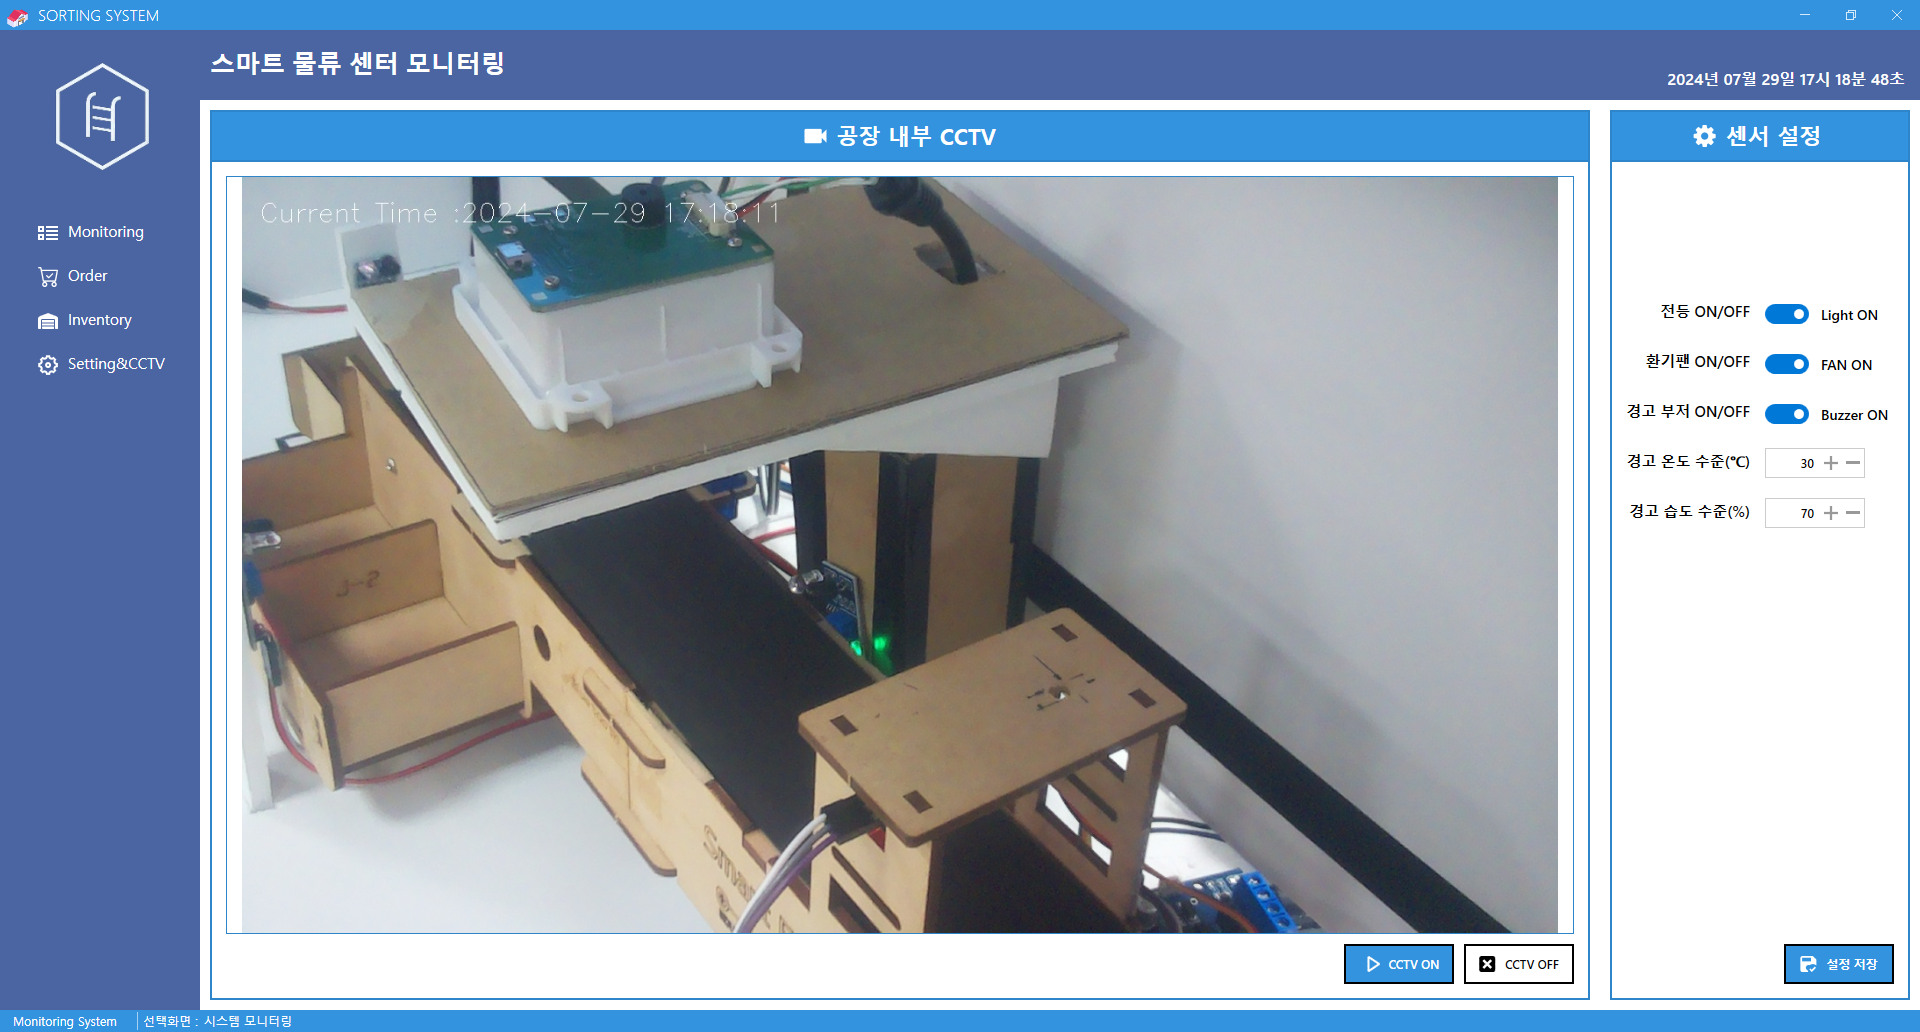 SORTING SYSTEM
스마트 물류 센터 모니터링
2024년 07월 29일 17시 18분 48초
Monitoring
Order
Inventory
Setting&CCTV
공장 내부 CCTV
Current Time :2024-07-29 17:18:11
J-2
Smart
CCTV ON
CCTV OFF
센서 설정
전등 ON/OFF Light ON
환기팬 ON/OFF FAN ON
경고 부저 ON/OFF Buzzer ON
경고 온도 수준(℃) 30
경고 습도 수준(%) 70
설정 저장
Monitoring System
선택화면 : 시스템 모니터링